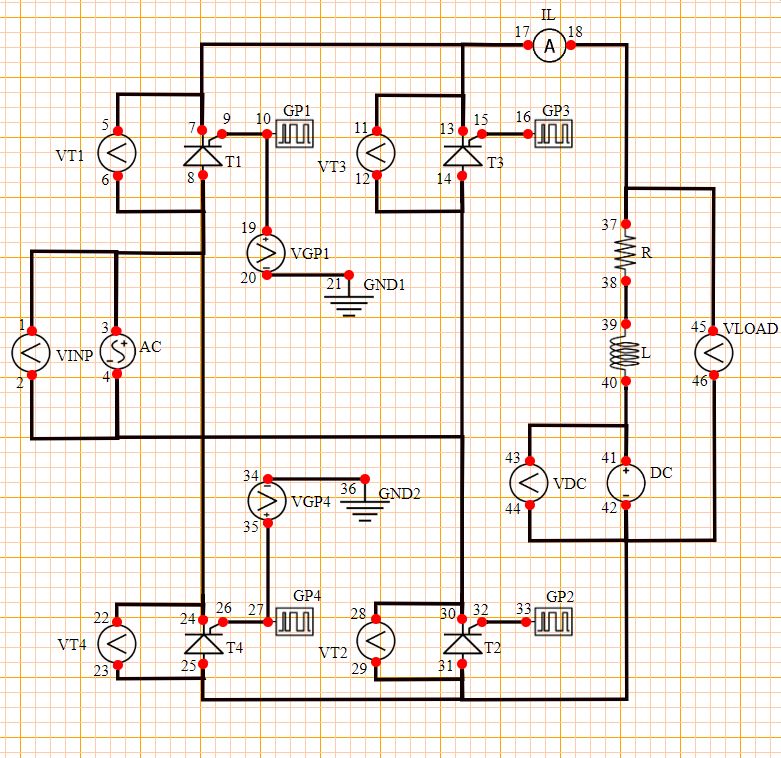 IL
17 A 18
5 7 9 10 GP1 11 13 15 16 GP3
VT1 T1 VT3 T3
6 8 12 14
19 VGP1 37
20 21 GND1 R
38
1 3 39 45 VLOAD
VINP AC L
2 4 40 46
34 43 41
VGP4 36 GND2 VDC DC
35 44 42
22 24 26 27 GP4 28 30 32 33 GP2
VT4 T4 VT2 T2
23 25 29 31